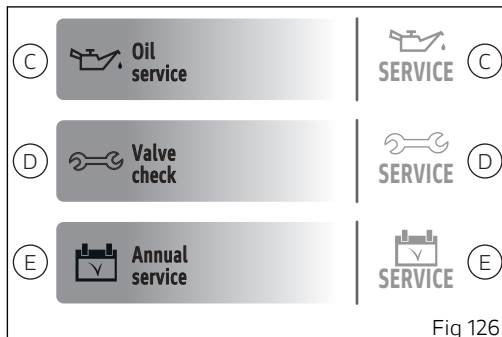 C Oil service SERVICE C
D Valve check SERVICE D
E Annual service SERVICE E
Fig 126